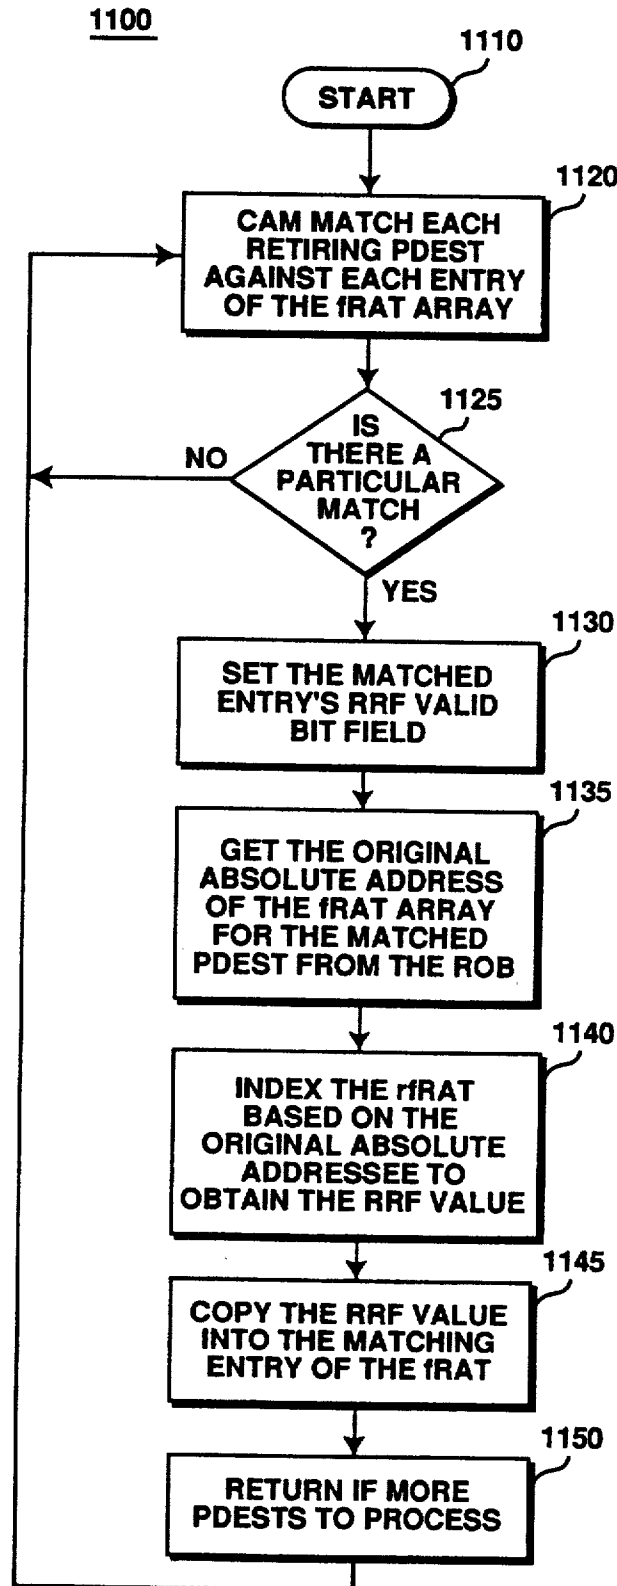 1100
1110
START
1120
CAM MATCH EACH
RETIRING PDEST
AGAINST EACH ENTRY
OF THE fRAT ARRAY
1125
IS
THERE A
PARTICULAR
MATCH
?
NO
YES
1130
SET THE MATCHED
ENTRY'S RRF VALID
BIT FIELD
1135
GET THE ORIGINAL
ABSOLUTE ADDRESS
OF THE fRAT ARRAY
FOR THE MATCHED
PDEST FROM THE ROB
1140
INDEX THE rfRAT
BASED ON THE
ORIGINAL ABSOLUTE
ADDRESSEE TO
OBTAIN THE RRF VALUE
1145
COPY THE RRF VALUE
INTO THE MATCHING
ENTRY OF THE fRAT
1150
RETURN IF MORE
PDESTS TO PROCESS